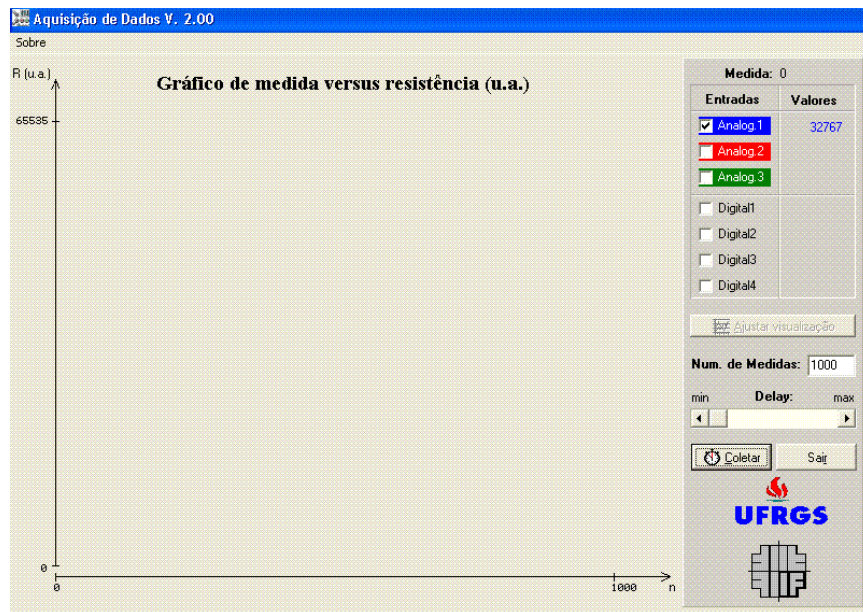 Aquisição de Dados V. 2.00
Sobre
R (u.a.)
Gráfico de medida versus resistência (u.a.)
65535
0
0
1000
n
Medida: 0
Entradas Valores
Analog.1 32767
Analog.2
Analog.3
Digital1
Digital2
Digital3
Digital4
Ajustar visualização
Num. de Medidas: 1000
min Delay: max
Coletar Sair
UFRGS
IF